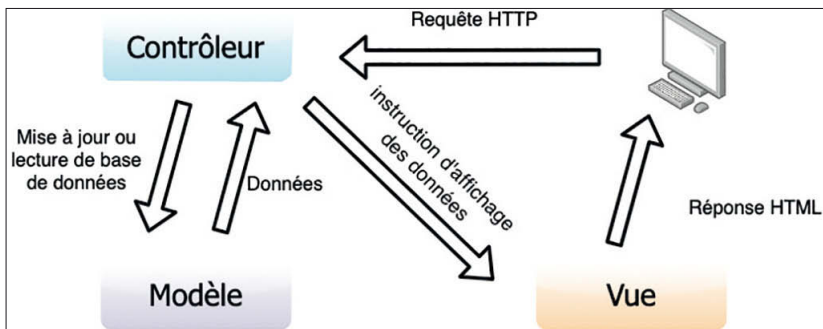 Requête HTTP
Contrôleur
instruction d'affichage
des données
Mise à jour ou
lecture de base
de données
Données
Réponse HTML
Modèle
Vue